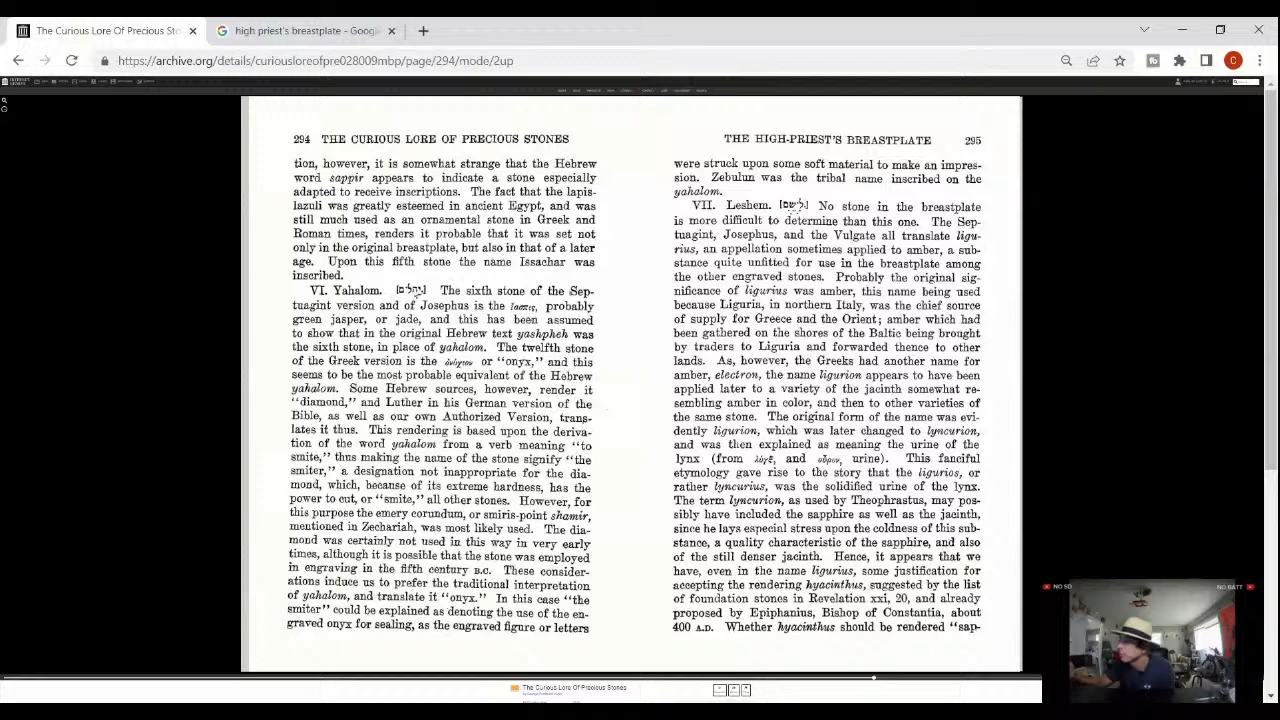 The Curious Lore Of Precious Sto
high priest's breastplate - Goog
https://archive.org/details/curiousloreofpre028009mbp/page/294/mode/2up
C
294 THE CURIOUS LORE OF PRECIOUS STONES
tion, however, it is somewhat strange that the Hebrew
word sappir appears to indicate a stone especially
adapted to receive inscriptions. The fact that the lapis-
lazuli was greatly esteemed in ancient Egypt, and was
still much used as an ornamental stone in Greek and
Roman times, renders it probable that it was set not
only in the original breastplate, but also in that of a later
age. Upon this fifth stone the name Issachar was
inscribed.
VI. Yahalom. [יהלום.] The sixth stone of the Sep-
tuagint version and of Josephus is the ἴασπις, probably
green jasper, or jade, and this has been assumed
to show that in the original Hebrew text yashpheh was
the sixth stone, in place of yahalom. The twelfth stone
of the Greek version is the ὀνύχιον or "onyx," and this
seems to be the most probable equivalent of the Hebrew
yahalom. Some Hebrew sources, however, render it
"diamond," and Luther in his German version of the
Bible, as well as our own Authorized Version, trans-
lates it thus. This rendering is based upon the deriva-
tion of the word yahalom from a verb meaning "to
smite," thus making the name of the stone signify "the
smiter," a designation not inappropriate for the dia-
mond, which, because of its extreme hardness, has the
power to cut, or "smite," all other stones. However, for
this purpose the emery corundum, or smiris-point shamir,
mentioned in Zechariah, was most likely used. The dia-
mond was certainly not used in this way in very early
times, although it is possible that the stone was employed
in engraving in the fifth century B.C. These consider-
ations induce us to prefer the traditional interpretation
of yahalom, and translate it "onyx." In this case "the
smiter" could be explained as denoting the use of the en-
graved onyx for sealing, as the engraved figure or letters
THE HIGH-PRIEST'S BREASTPLATE 295
were struck upon some soft material to make an impres-
sion. Zebulun was the tribal name inscribed on the
yahalom.
VII. Leshem. [לשם.] No stone in the breastplate
is more difficult to determine than this one. The Sep-
tuagint, Josephus, and the Vulgate all translate ligu-
rius, an appellation sometimes applied to amber, a sub-
stance quite unfitted for use in the breastplate among
the other engraved stones. Probably the original sig-
nificance of ligurius was amber, this name being used
because Liguria, in northern Italy, was the chief source
of supply for Greece and the Orient; amber which had
been gathered on the shores of the Baltic being brought
by traders to Liguria and forwarded thence to other
lands. As, however, the Greeks had another name for
amber, electron, the name ligurion appears to have been
applied later to a variety of the jacinth somewhat re-
sembling amber in color, and then to other varieties of
the same stone. The original form of the name was evi-
dently ligurion, which was later changed to lyncurion,
and was then explained as meaning the urine of the
lynx (from λύγξ, and οὖρον, urine). This fanciful
etymology gave rise to the story that the ligurios, or
rather lyncurius, was the solidified urine of the lynx.
The term lyncurion, as used by Theophrastus, may pos-
sibly have included the sapphire as well as the jacinth,
since he lays especial stress upon the coldness of this sub-
stance, a quality characteristic of the sapphire, and also
of the still denser jacinth. Hence, it appears that we
have, even in the name ligurius, some justification for
accepting the rendering hyacinthus, suggested by the list
of foundation stones in Revelation xxi, 20, and already
proposed by Epiphanius, Bishop of Constantia, about
400 A.D. Whether hyacinthus should be rendered "sap-
NO SD
NO BATT
The Curious Lore Of Precious Stones